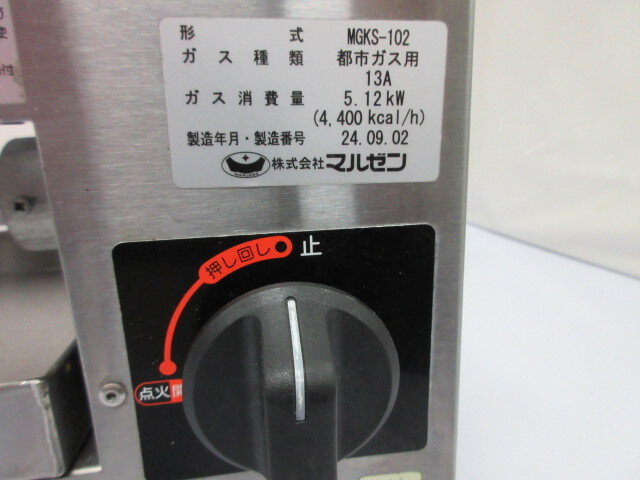 形式 MGKS-102
ガス種類 都市ガス用
13A
ガス消費量 5.12kW
(4,400kcal/h)
製造年月・製造番号 24.09.02
株式会社マルゼン
押し回し 止
点火